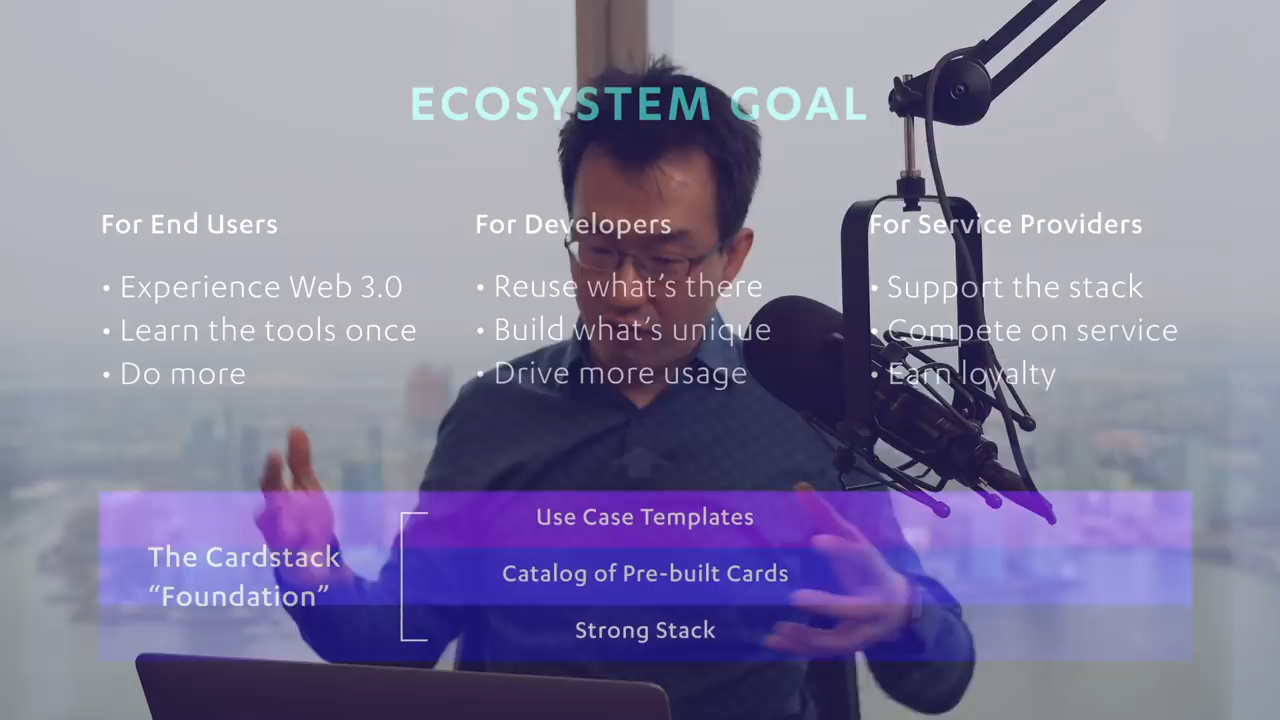 ECOSYSTEM GOAL
For End Users
• Experience Web 3.0
• Learn the tools once
• Do more
For Developers
• Reuse what’s there
• Build what’s unique
• Drive more usage
For Service Providers
• Support the stack
• Compete on service
• Earn loyalty
The Cardstack
“Foundation”
Use Case Templates
Catalog of Pre-built Cards
Strong Stack